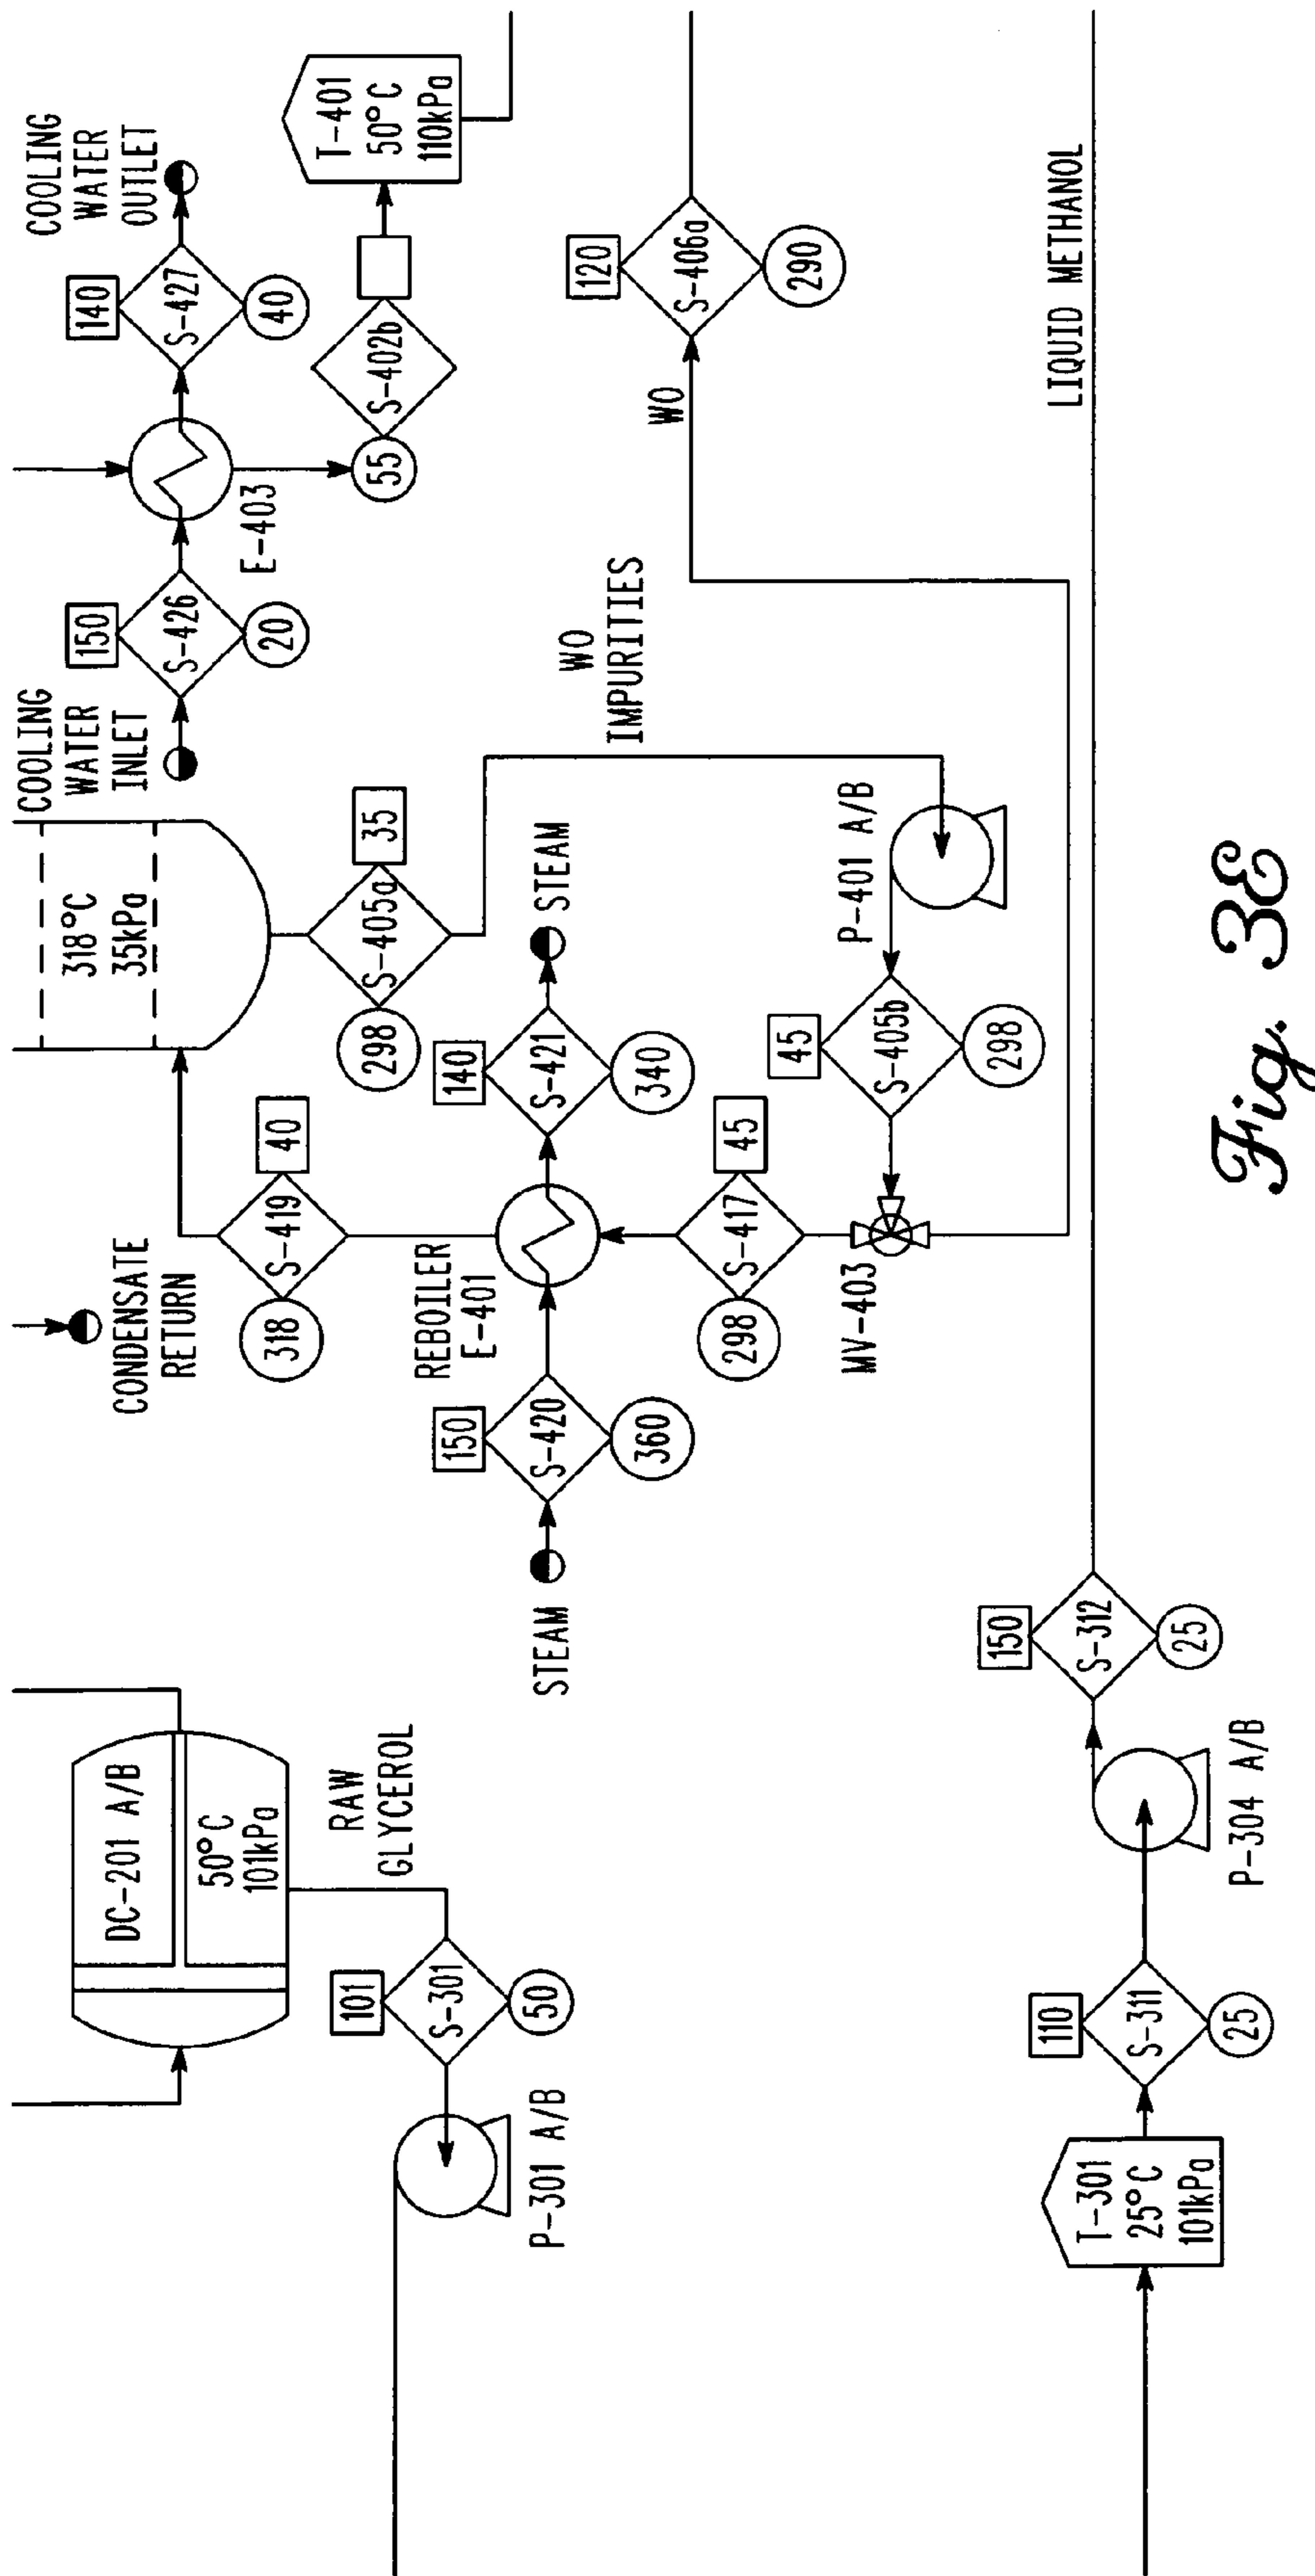 DC-201 A/B
50°C
101kPa
RAW
GLYCEROL
101
S-301
50
P-301 A/B
CONDENSATE
RETURN
318°C
35kPa
40
S-419
318
REBOILER
E-401
STEAM
150
S-420
360
140
S-421
340
STEAM
35
S-405a
298
45
S-417
298
MV-403
45
S-405b
298
P-401 A/B
WO
IMPURITIES
COOLING
WATER
INLET
150
S-426
20
E-403
140
S-427
40
COOLING
WATER
OUTLET
55
S-402b
T-401
50°C
110kPa
WO
120
S-406a
290
LIQUID METHANOL
T-301
25°C
101kPa
110
S-311
25
P-304 A/B
150
S-312
25
Fig. 3E